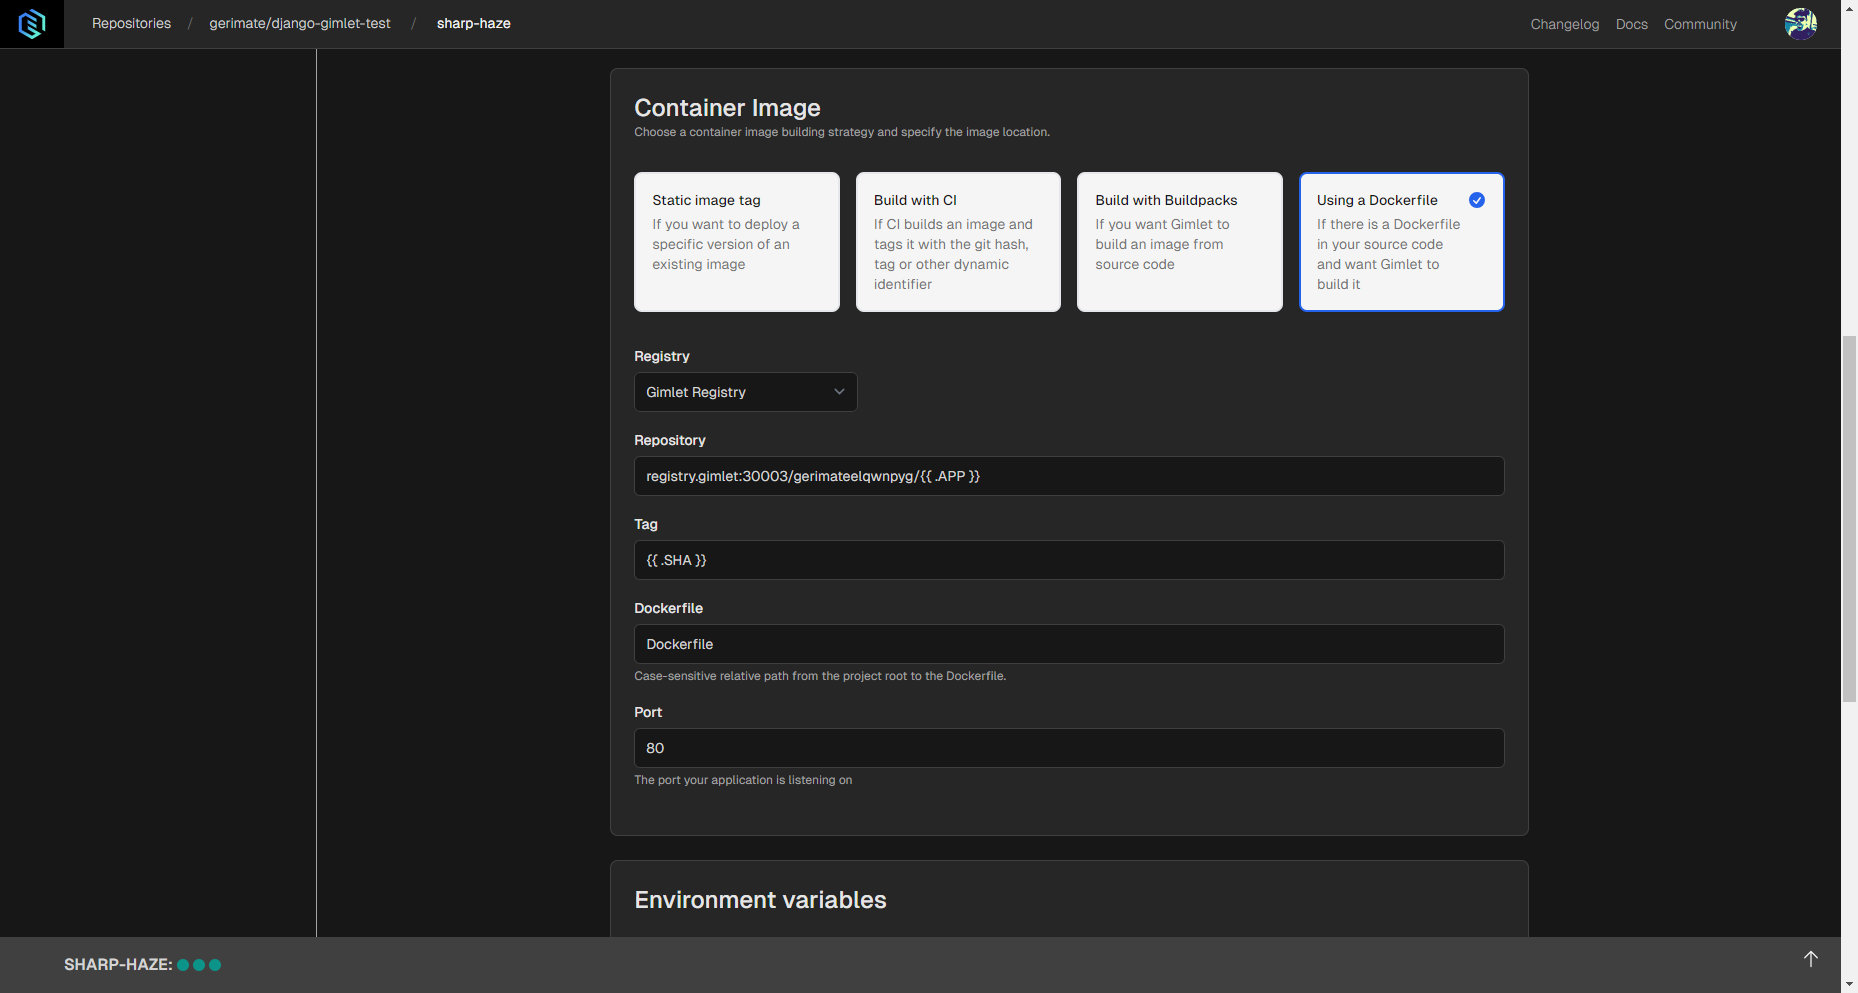 Repositories / gerimate/django-gimlet-test / sharp-haze
Changelog Docs Community
Container Image
Choose a container image building strategy and specify the image location.
Static image tag
If you want to deploy a
specific version of an
existing image
Build with CI
If CI builds an image and
tags it with the git hash,
tag or other dynamic
identifier
Build with Buildpacks
If you want Gimlet to
build an image from
source code
Using a Dockerfile
If there is a Dockerfile
in your source code
and want Gimlet to
build it
Registry
Gimlet Registry
Repository
registry.gimlet:30003/gerimateelqwnpyg/{{ .APP }}
Tag
{{ .SHA }}
Dockerfile
Dockerfile
Case-sensitive relative path from the project root to the Dockerfile.
Port
80
The port your application is listening on
Environment variables
SHARP-HAZE: